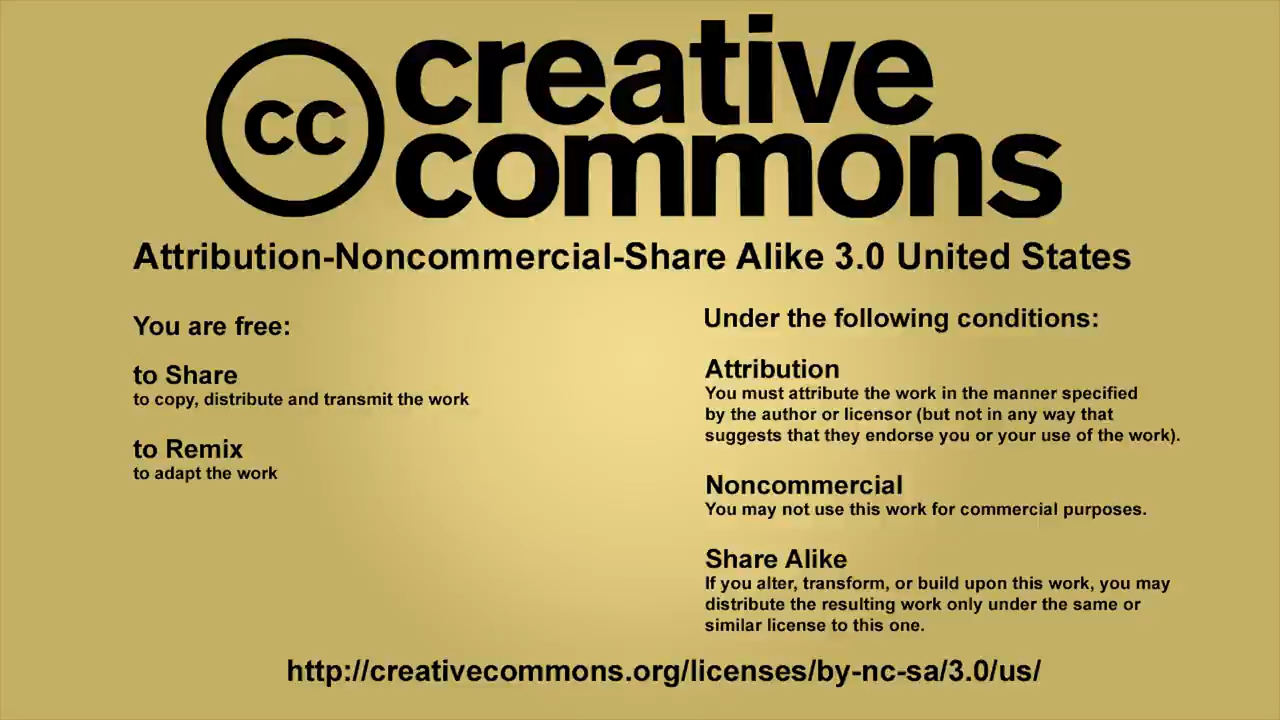 cc
creative
commons
Attribution-Noncommercial-Share Alike 3.0 United States
You are free:
to Share
to copy, distribute and transmit the work
to Remix
to adapt the work
Under the following conditions:
Attribution
You must attribute the work in the manner specified
by the author or licensor (but not in any way that
suggests that they endorse you or your use of the work).
Noncommercial
You may not use this work for commercial purposes.
Share Alike
If you alter, transform, or build upon this work, you may
distribute the resulting work only under the same or
similar license to this one.
http://creativecommons.org/licenses/by-nc-sa/3.0/us/